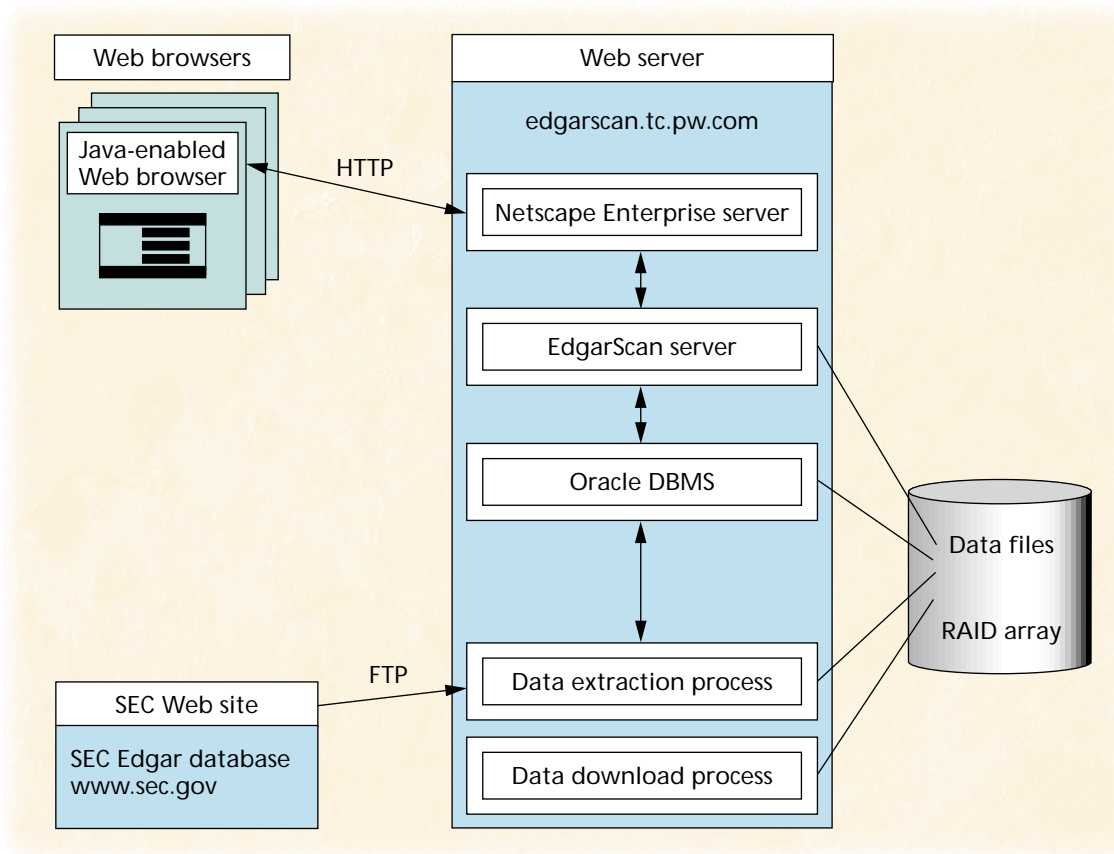 Web browsers
Java-enabled
Web browser
HTTP
Web server
edgarscan.tc.pw.com
Netscape Enterprise server
EdgarScan server
Oracle DBMS
Data extraction process
Data download process
Data files
RAID array
FTP
SEC Web site
SEC Edgar database
www.sec.gov